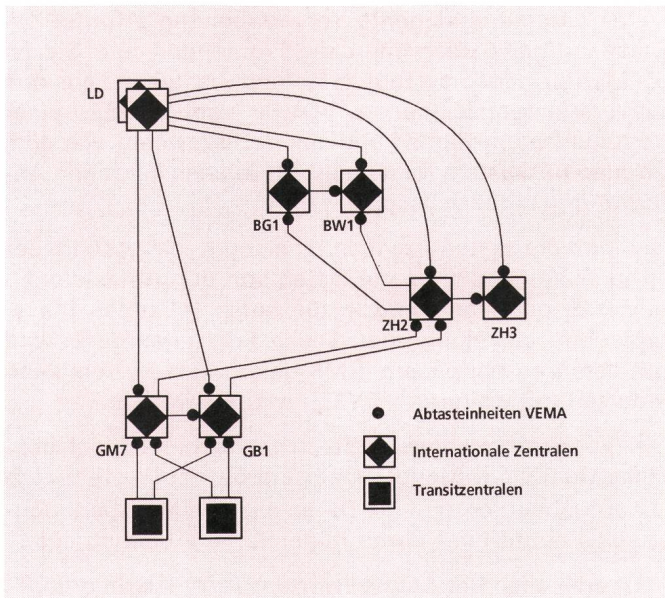 LD
BG1
BW1
ZH2
ZH3
GM7
GB1
Abtasteinheiten VEMA
Internationale Zentralen
Transitzentralen